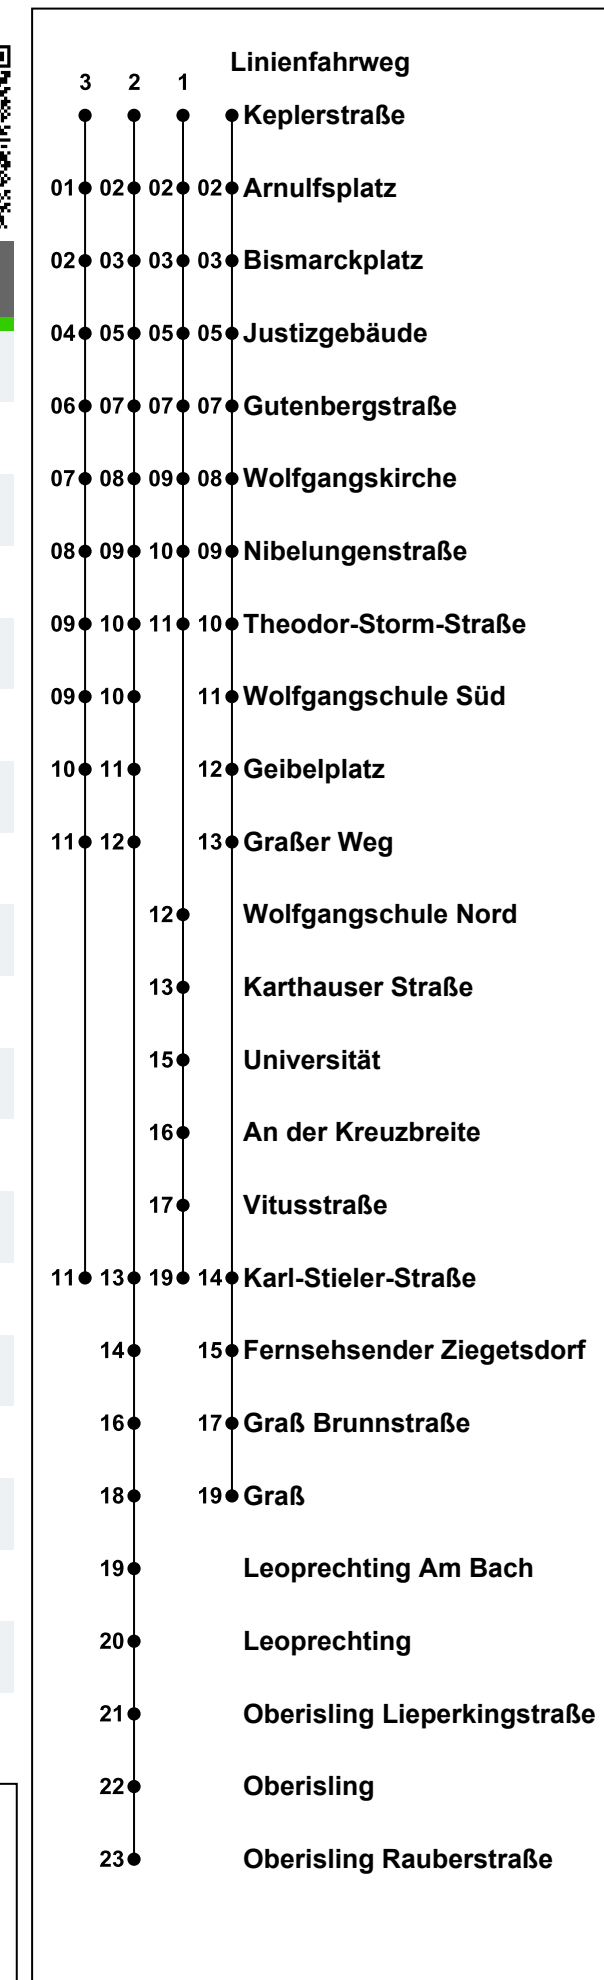 Linienfahrweg
3 2 1
Keplerstraße
01 02 02 02 Arnulfsplatz
02 03 03 03 Bismarckplatz
04 05 05 05 Justizgebäude
06 07 07 07 Gutenbergstraße
07 08 09 08 Wolfgangskirche
08 09 10 09 Nibelungenstraße
09 10 11 10 Theodor-Storm-Straße
09 10 11 Wolfgangschule Süd
10 11 12 Geibelplatz
11 12 13 Graßer Weg
12 Wolfgangschule Nord
13 Karthauser Straße
15 Universität
16 An der Kreuzbreite
17 Vitusstraße
11 13 19 14 Karl-Stieler-Straße
14 15 Fernsehsender Ziegetsdorf
16 17 Graß Brunnstraße
18 19 Graß
19 Leoprechting Am Bach
20 Leoprechting
21 Oberisling Lieperkingstraße
22 Oberisling
23 Oberisling Rauberstraße